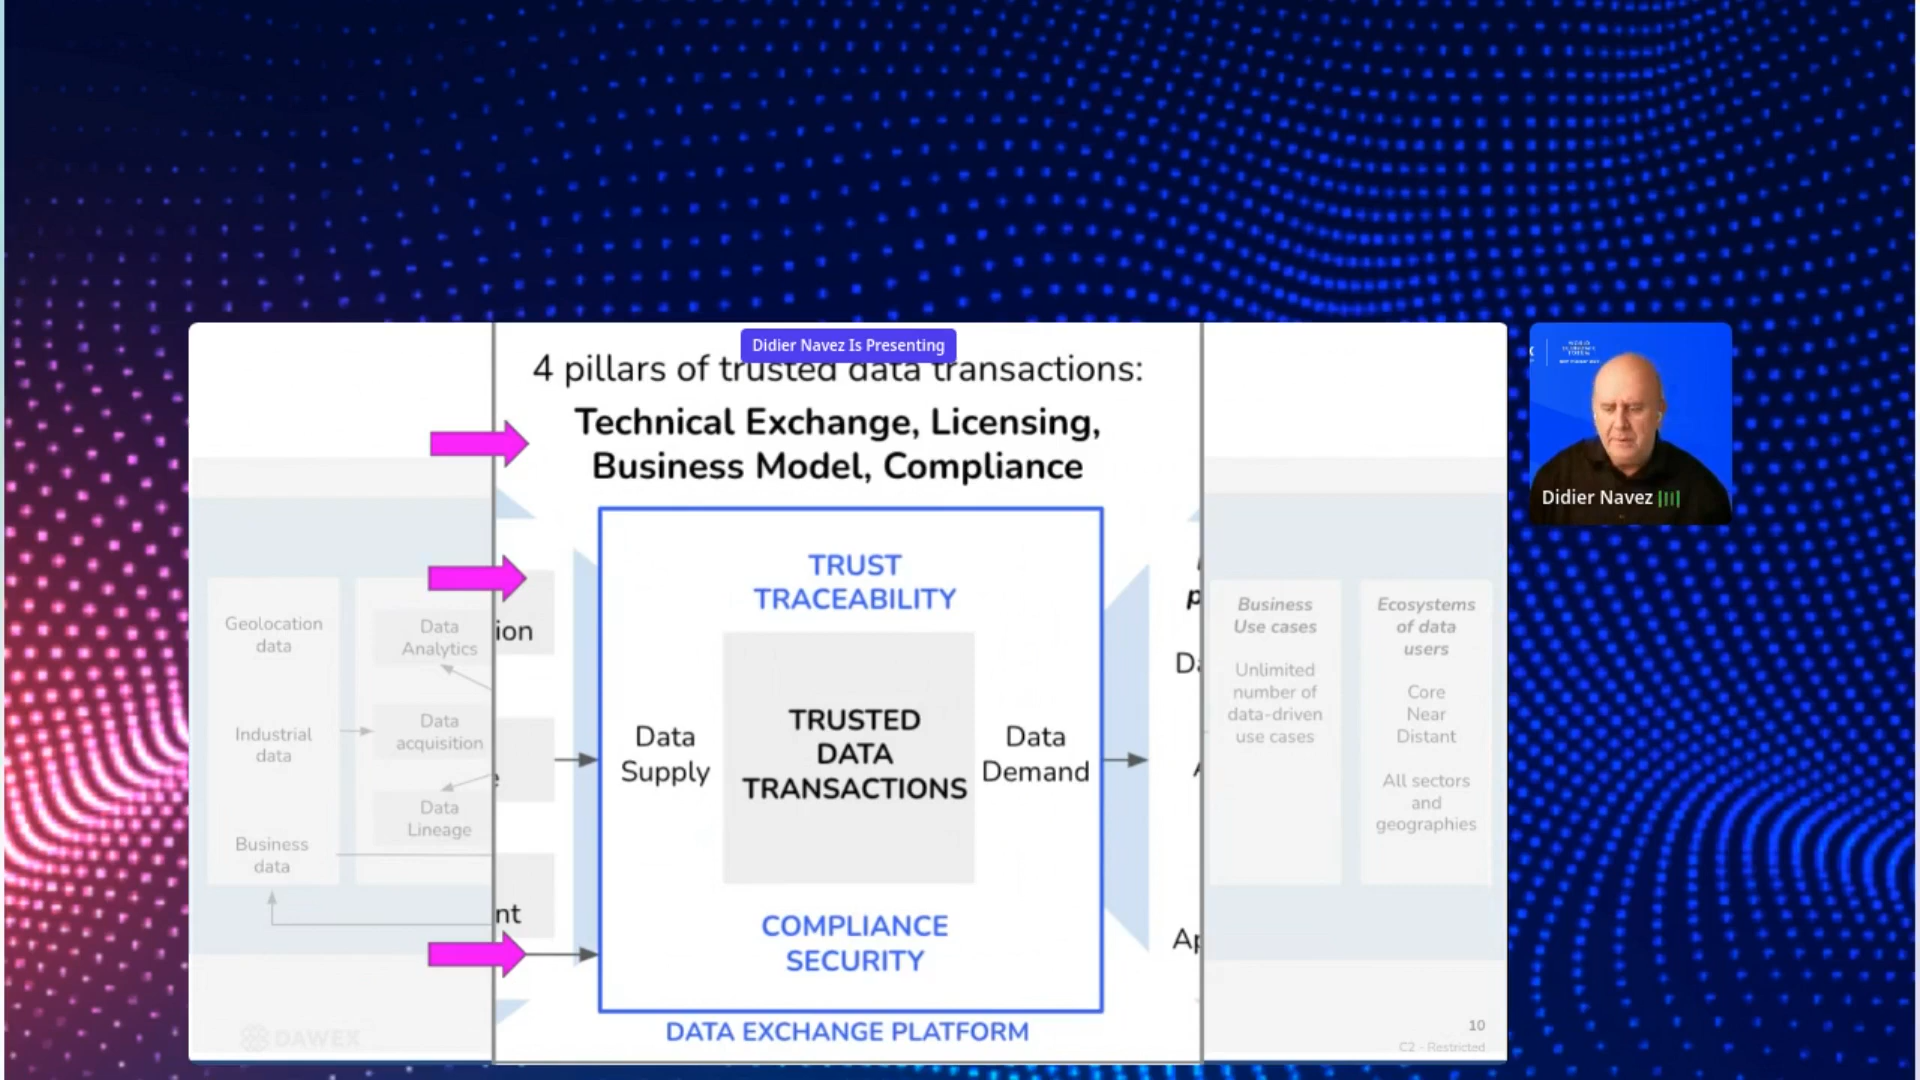 Didier Navez Is Presenting
4 pillars of trusted data transactions:
Technical Exchange, Licensing,
Business Model, Compliance
TRUST
TRACEABILITY
TRUSTED
DATA
TRANSACTIONS
Data
Supply
Data
Demand
COMPLIANCE
SECURITY
DATA EXCHANGE PLATFORM
Geolocation
data
Industrial
data
Business
data
Data
Analytics
Data
acquisition
Data
Lineage
ion
e
nt
p
Da
Ap
Business
Use cases
Unlimited
number of
data-driven
use cases
Ecosystems
of data
users
Core
Near
Distant
All sectors
and
geographies
DAWEX
10
C2 - Restricted
Didier Navez